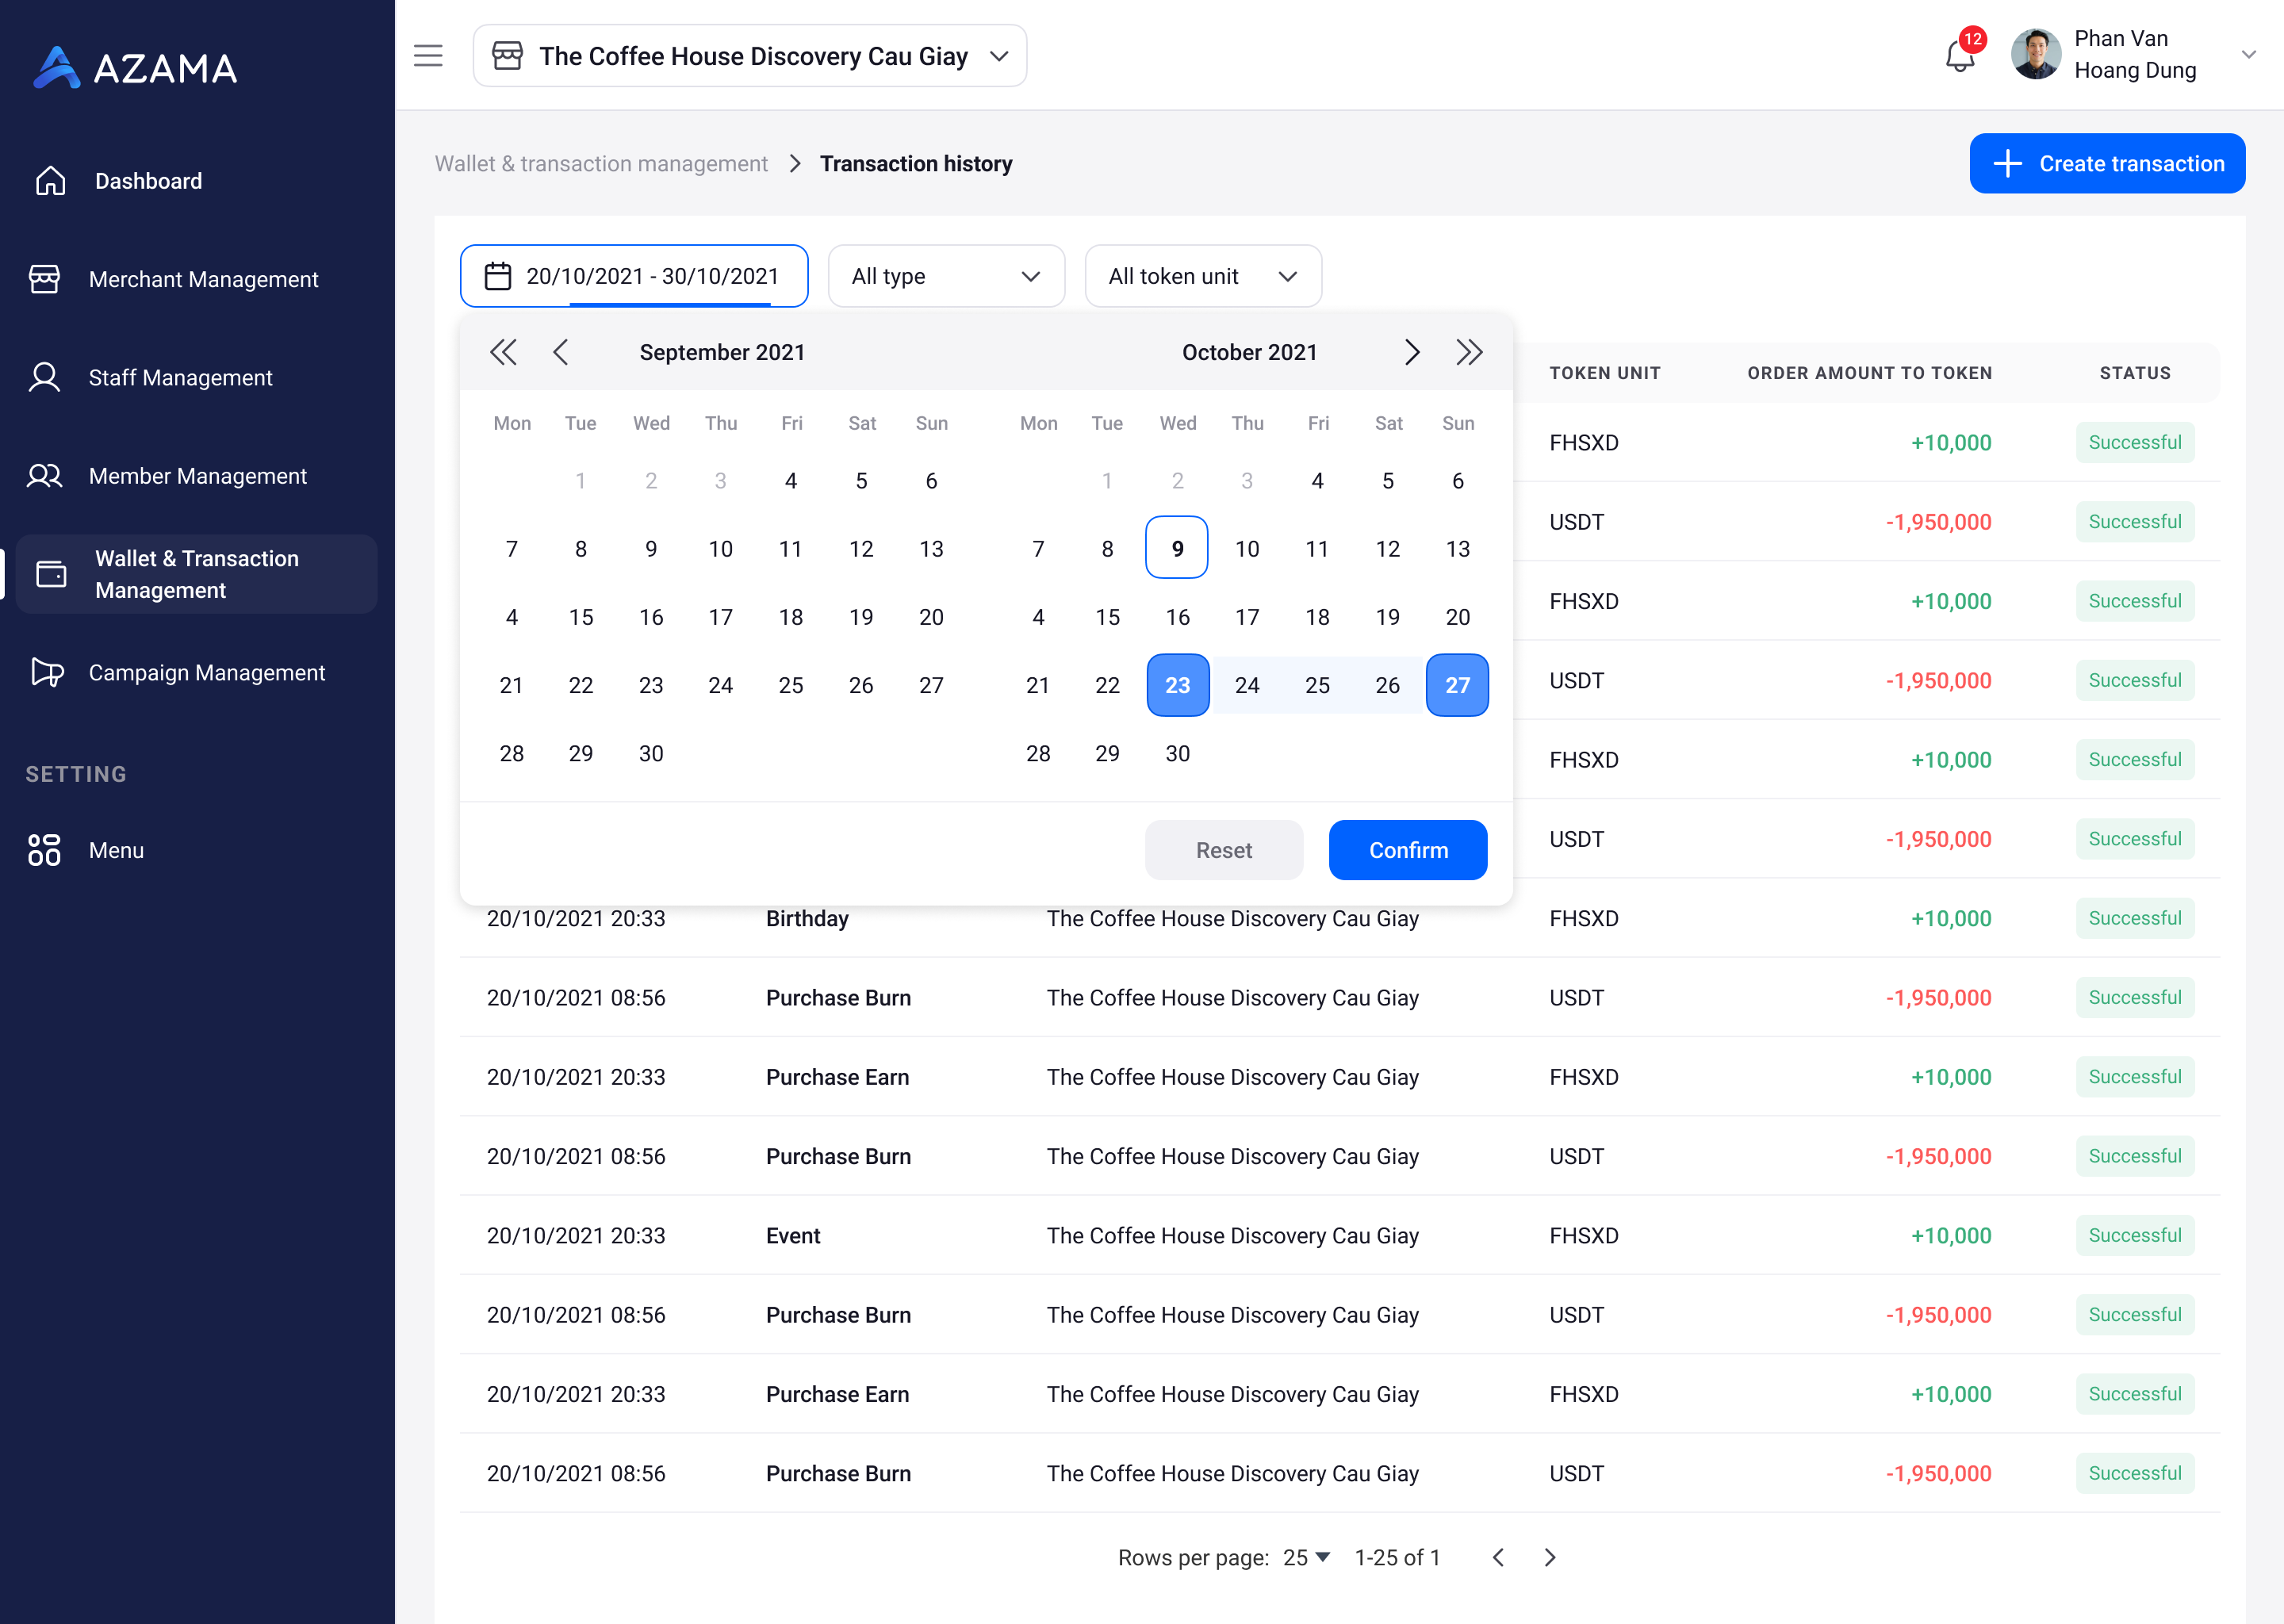 AZAMA
The Coffee House Discovery Cau Giay
12
Phan Van
Hoang Dung
Dashboard
Merchant Management
Staff Management
Member Management
Wallet & Transaction
Management
Campaign Management
SETTING
Menu
Wallet & transaction management > Transaction history
Create transaction
20/10/2021 - 30/10/2021
All type
All token unit
September 2021
October 2021
Mon Tue Wed Thu Fri Sat Sun
1 2 3 4 5 6
7 8 9 10 11 12 13
4 15 16 17 18 19 20
21 22 23 24 25 26 27
28 29 30
Mon Tue Wed Thu Fri Sat Sun
1 2 3 4 5 6
7 8 9 10 11 12 13
4 15 16 17 18 19 20
21 22 23 24 25 26 27
28 29 30
Reset
Confirm
TOKEN UNIT ORDER AMOUNT TO TOKEN STATUS
FHSXD +10,000 Successful
USDT -1,950,000 Successful
FHSXD +10,000 Successful
USDT -1,950,000 Successful
FHSXD +10,000 Successful
USDT -1,950,000 Successful
20/10/2021 20:33 Birthday The Coffee House Discovery Cau Giay FHSXD +10,000 Successful
20/10/2021 08:56 Purchase Burn The Coffee House Discovery Cau Giay USDT -1,950,000 Successful
20/10/2021 20:33 Purchase Earn The Coffee House Discovery Cau Giay FHSXD +10,000 Successful
20/10/2021 08:56 Purchase Burn The Coffee House Discovery Cau Giay USDT -1,950,000 Successful
20/10/2021 20:33 Event The Coffee House Discovery Cau Giay FHSXD +10,000 Successful
20/10/2021 08:56 Purchase Burn The Coffee House Discovery Cau Giay USDT -1,950,000 Successful
20/10/2021 20:33 Purchase Earn The Coffee House Discovery Cau Giay FHSXD +10,000 Successful
20/10/2021 08:56 Purchase Burn The Coffee House Discovery Cau Giay USDT -1,950,000 Successful
Rows per page: 25 1-25 of 1